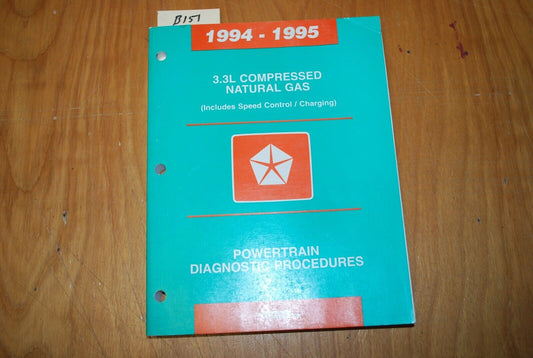 B151
1994 - 1995
3.3L COMPRESSED
NATURAL GAS
(Includes Speed Control / Charging)
POWERTRAIN
DIAGNOSTIC PROCEDURES